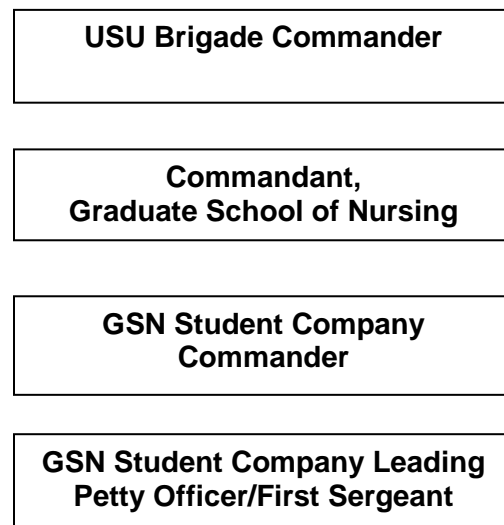 USU Brigade Commander
Commandant,
Graduate School of Nursing
GSN Student Company
Commander
GSN Student Company Leading
Petty Officer/First Sergeant